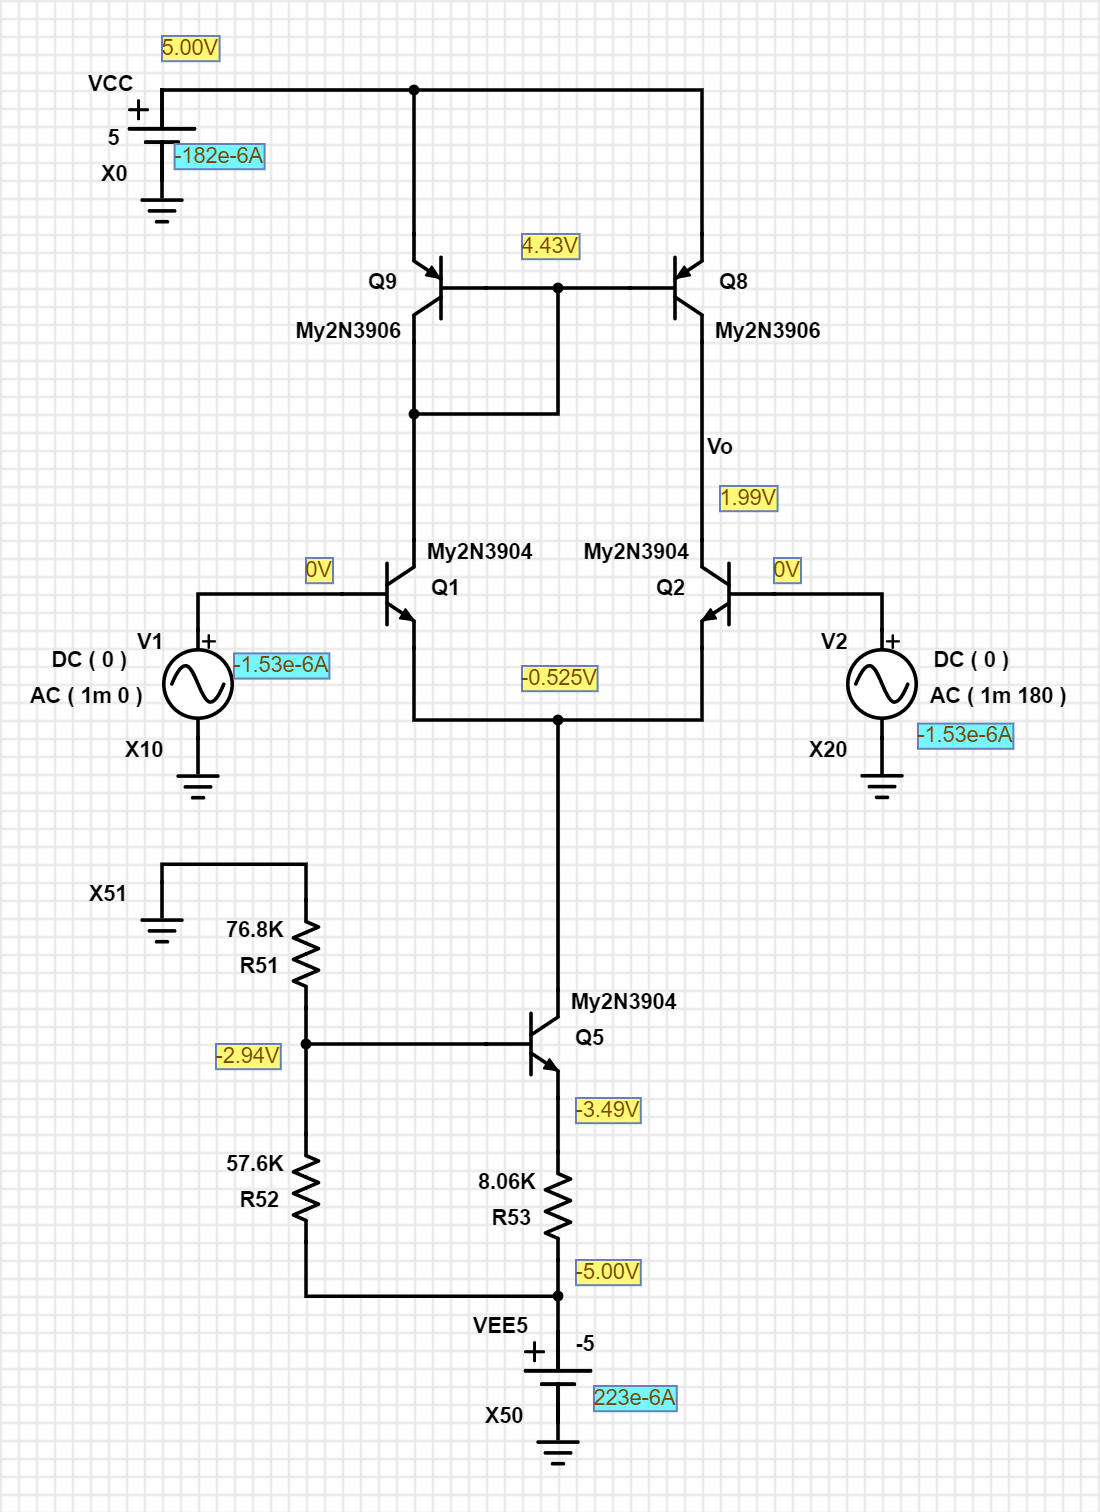 5.00V
VCC
+
5
-182e-6A
X0
4.43V
Q9
Q8
My2N3906
My2N3906
Vo
1.99V
My2N3904
My2N3904
0V
Q1
Q2
0V
V1
+
DC ( 0 )
-1.53e-6A
AC ( 1m 0 )
X10
-0.525V
V2
+
DC ( 0 )
AC ( 1m 180 )
-1.53e-6A
X20
X51
76.8K
R51
My2N3904
Q5
-2.94V
-3.49V
57.6K
R52
8.06K
R53
-5.00V
VEE5
-5
+
223e-6A
X50